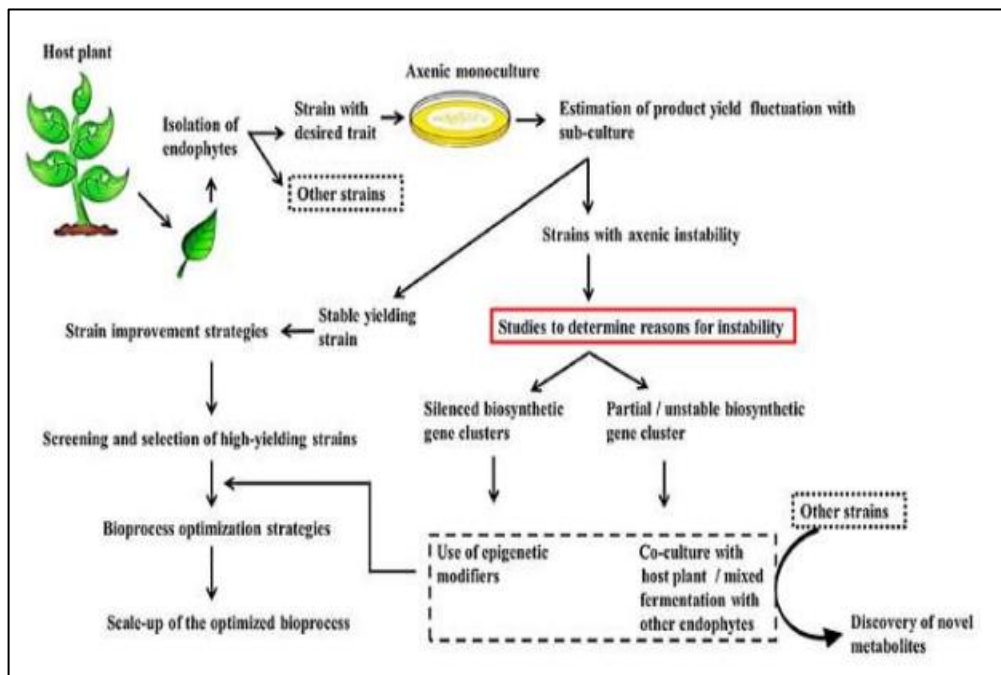 Host plant
Axenic monoculture
Isolation of
endophytes
Strain with
desired trait
Estimation of product yield fluctuation with
sub-culture
Other strains
Strains with axenic instability
Strain improvement strategies
Stable yielding
strain
Studies to determine reasons for instability
Silenced biosynthetic
gene clusters
Partial / unstable biosynthetic
gene cluster
Screening and selection of high-yielding strains
Bioprocess optimization strategies
Scale-up of the optimized bioprocess
Use of epigenetic
modifiers
Co-culture with
host plant / mixed
fermentation with
other endophytes
Other strains
Discovery of novel
metabolites